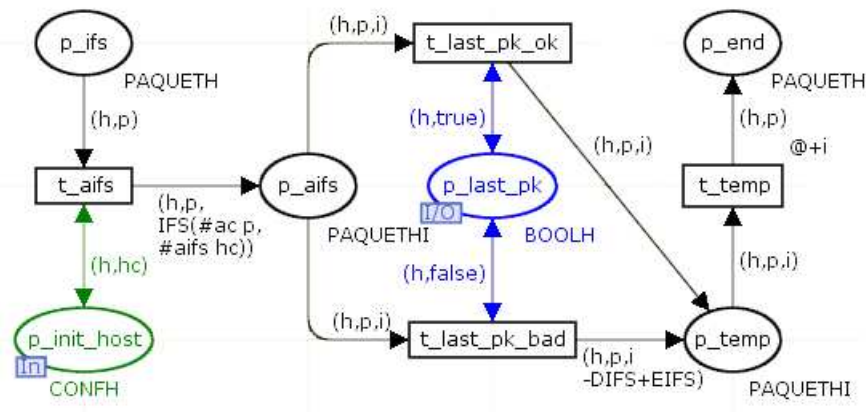 p_ifs
PAQUETH
(h,p)
t_aifs
(h,p,
IFS(#ac p,
#aifs hc))
(h,hc)
p_init_host
In
CONFH
p_aifs
PAQUETHI
(h,p,i)
t_last_pk_ok
(h,true)
p_last_pk
I/O
BOOLH
(h,false)
(h,p,i)
t_last_pk_bad
(h,p,i
-DIFS+EIFS)
(h,p,i)
p_end
PAQUETH
(h,p)
@+i
t_temp
(h,p,i)
p_temp
PAQUETHI